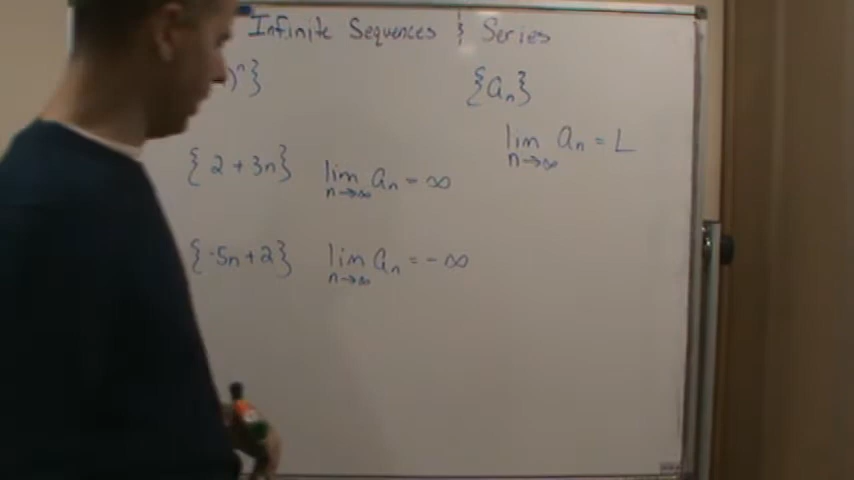 Infinite Sequences & Series
)ⁿ}
{aₙ}
lim aₙ = L
n→∞
{2 + 3n} lim aₙ = ∞
n→∞
{-5n + 2} lim aₙ = -∞
n→∞